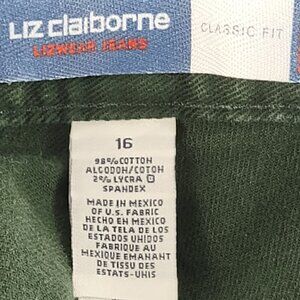 Liz claiborne
LIZWEAR JEANS
CLASSIC FIT
16
98% COTTON
ALGODON/COTON
2% LYCRA
SPANDEX
MADE IN MEXICO
OF U.S. FABRIC
HECHO EN MEXICO
DE LA TELA DE LOS
ESTADOS UNIDOS
FABRIQUE AU
MEXIQUE EMANANT
DE TISSU DES
ETATS-UNIS